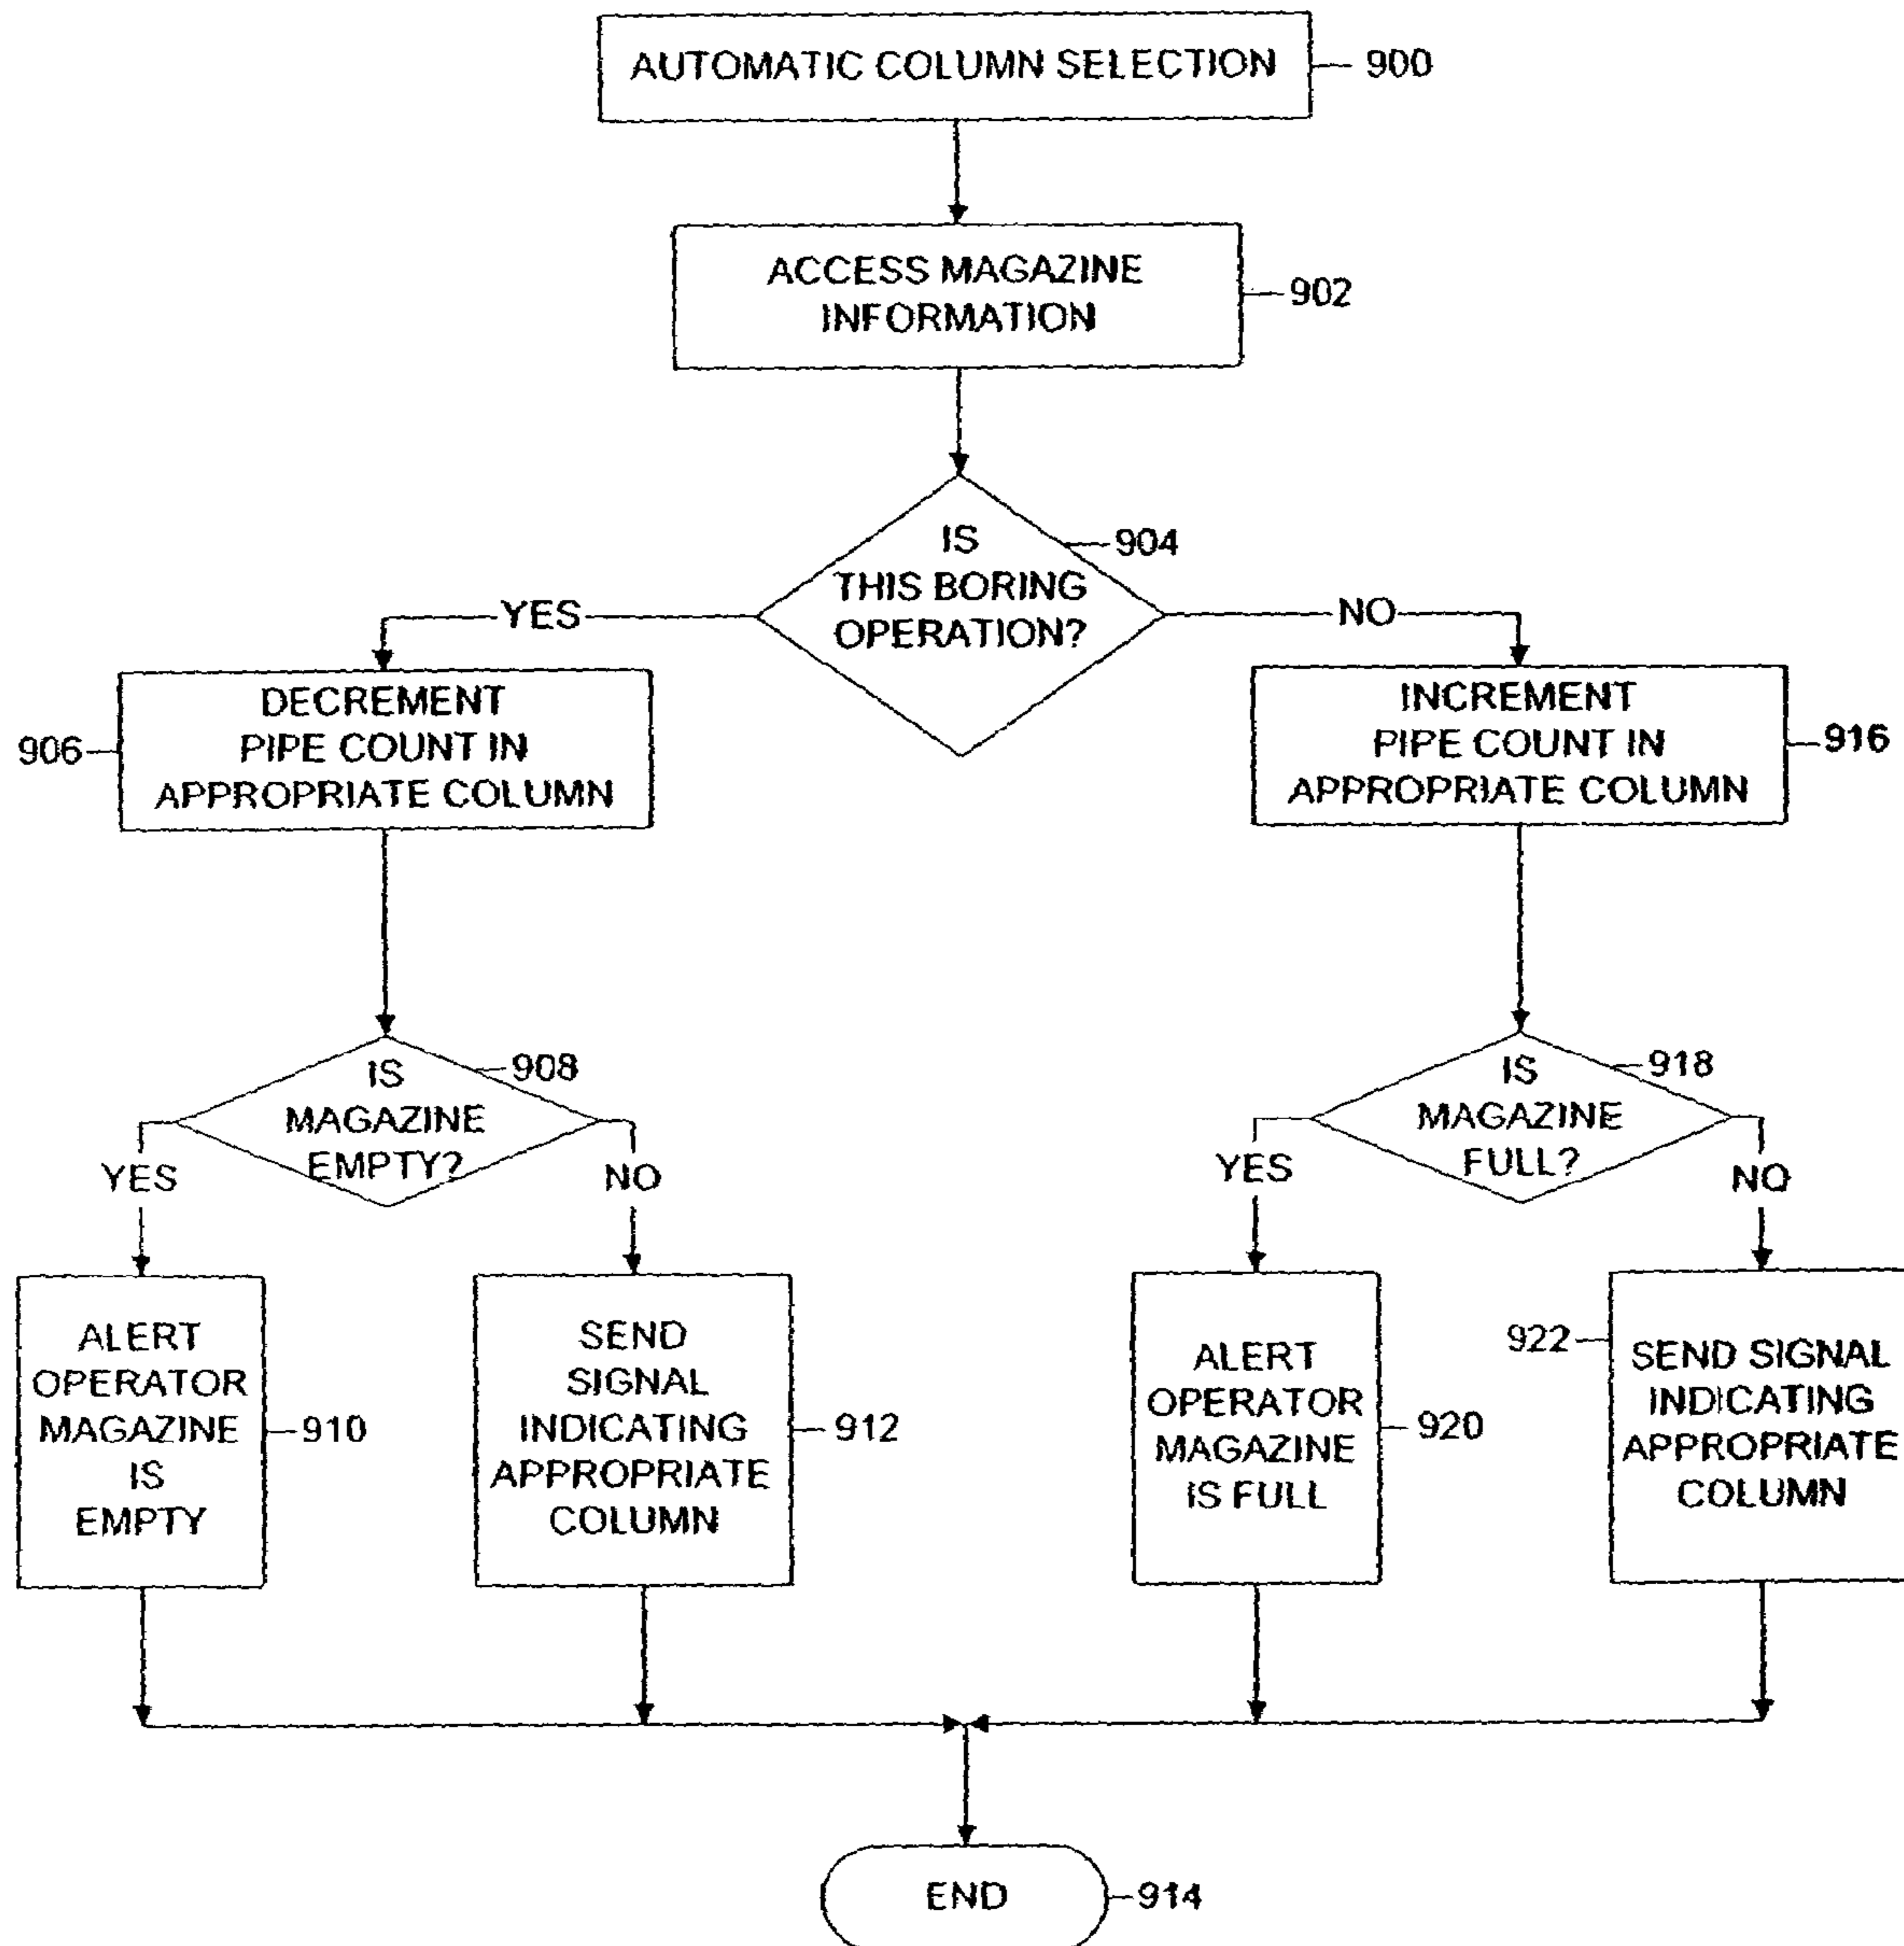 AUTOMATIC COLUMN SELECTION
900
ACCESS MAGAZINE
INFORMATION
902
IS
THIS BORING
OPERATION?
904
YES
NO
DECREMENT
PIPE COUNT IN
APPROPRIATE COLUMN
906
INCREMENT
PIPE COUNT IN
APPROPRIATE COLUMN
916
IS
MAGAZINE
EMPTY?
908
YES
NO
IS
MAGAZINE
FULL?
918
YES
NO
ALERT
OPERATOR
MAGAZINE
IS
EMPTY
910
SEND
SIGNAL
INDICATING
APPROPRIATE
COLUMN
912
ALERT
OPERATOR
MAGAZINE
IS FULL
920
922
SEND SIGNAL
INDICATING
APPROPRIATE
COLUMN
END
914